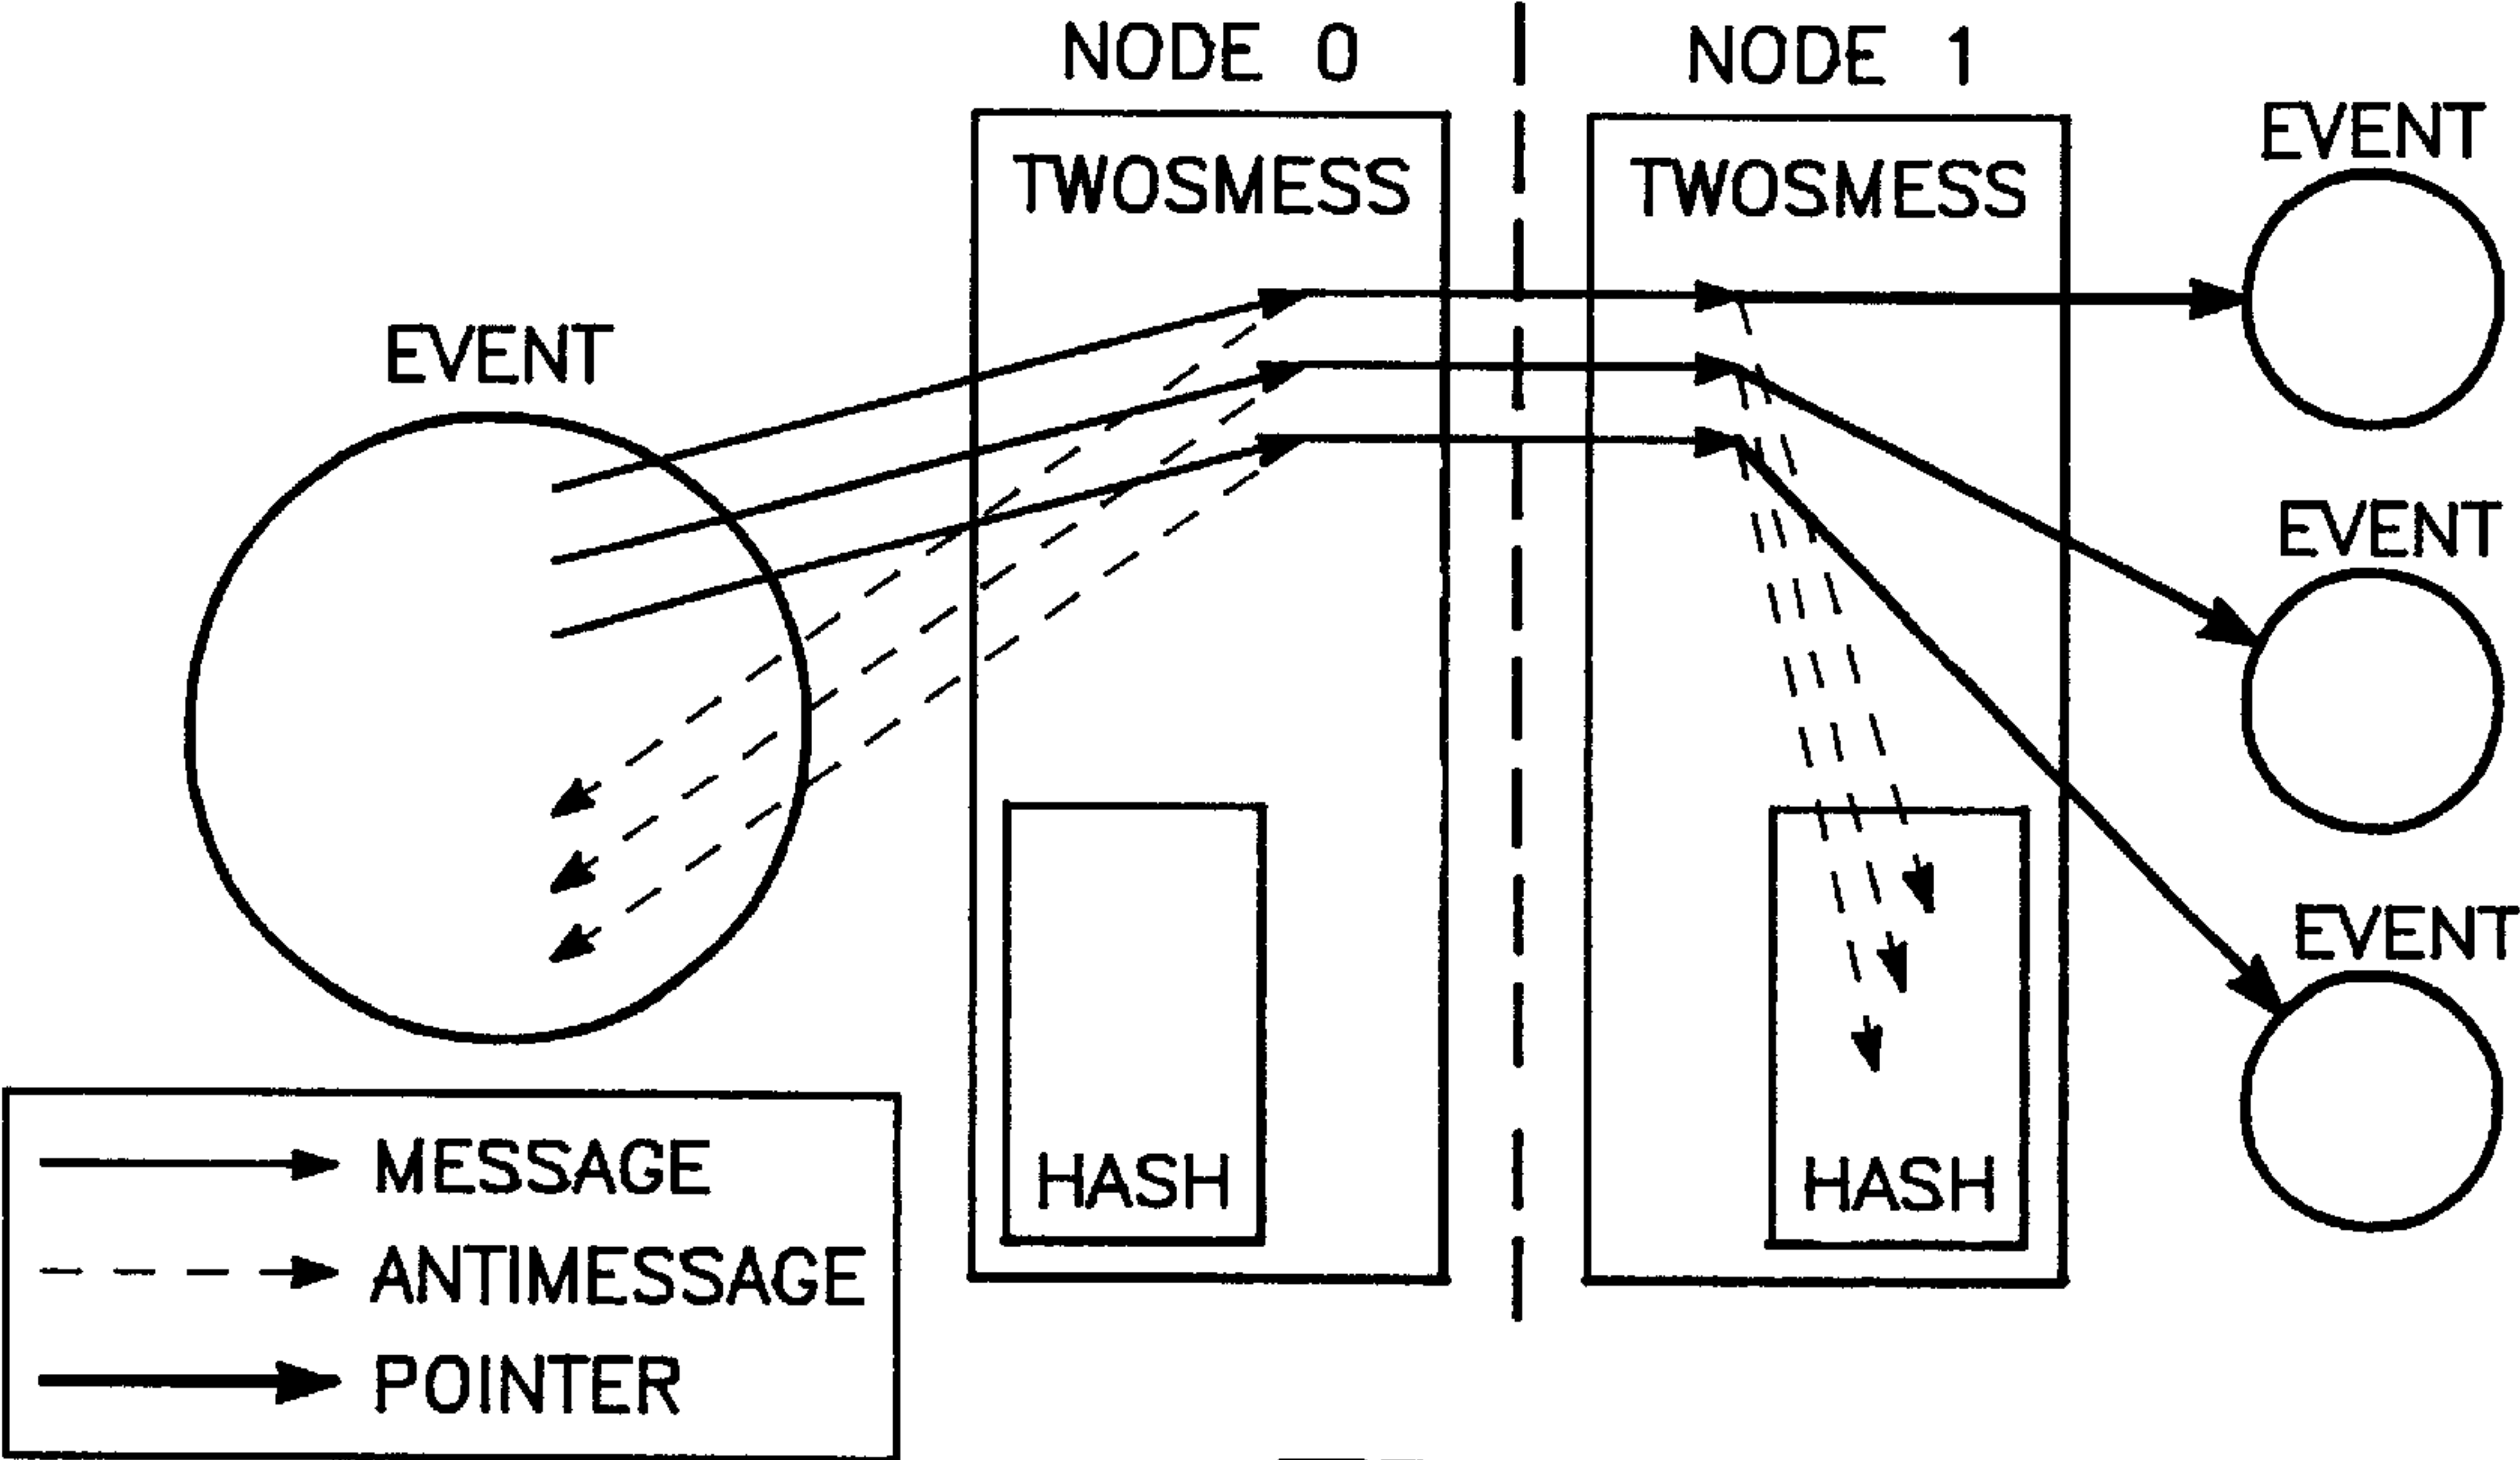 NODE 0
NODE 1
TWOSMESS
TWOSMESS
EVENT
EVENT
EVENT
EVENT
HASH
HASH
MESSAGE
ANTIMESSAGE
POINTER